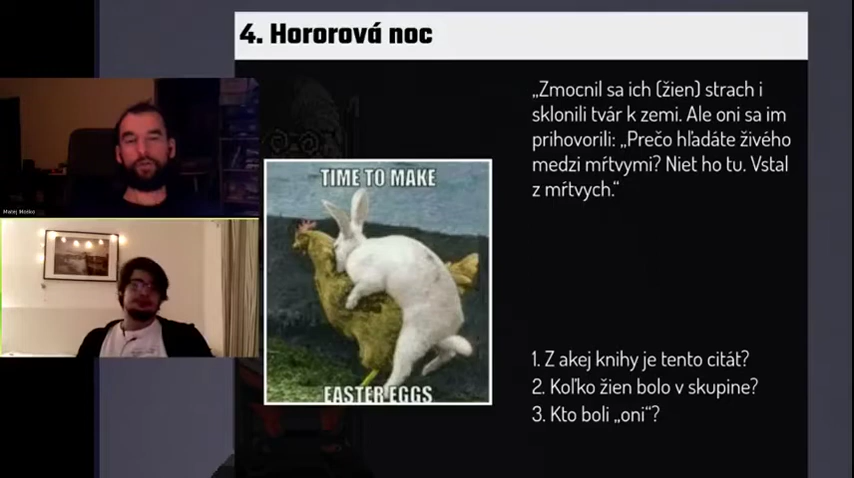 4. Hororová noc
„Zmocnil sa ich (žien) strach i
sklonili tvár k zemi. Ale oni sa im
prihovorili: „Prečo hľadáte živého
medzi mŕtvymi? Niet ho tu. Vstal
z mŕtvych.“
Matej Moško
TIME TO MAKE
EASTER EGGS
1. Z akej knihy je tento citát?
2. Koľko žien bolo v skupine?
3. Kto boli „oni“?